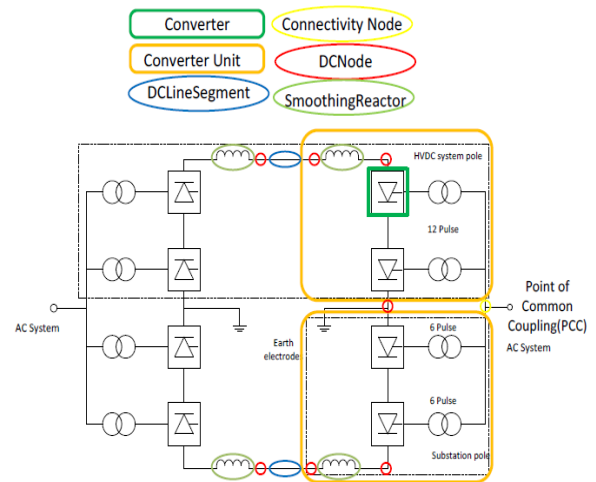 Converter
Connectivity Node
Converter Unit
DCNode
DCLineSegment
SmoothingReactor
HVDC system pole
12 Pulse
Point of
Common
Coupling(PCC)
AC System
AC System
Earth
electrode
6 Pulse
6 Pulse
Substation pole